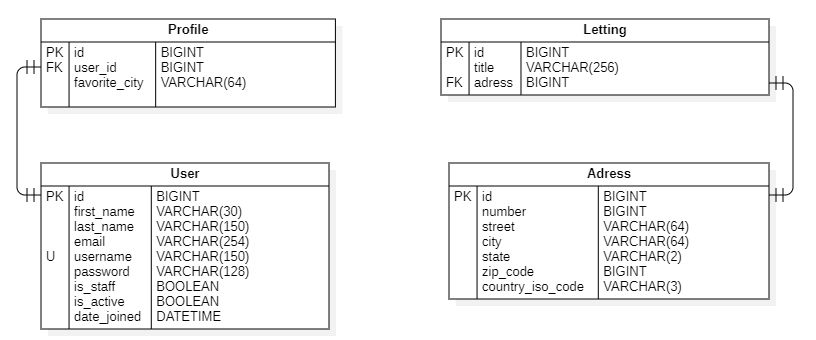 Profile
PK id BIGINT
FK user_id BIGINT
favorite_city VARCHAR(64)
Letting
PK id BIGINT
title VARCHAR(256)
FK adress BIGINT
User
PK id BIGINT
first_name VARCHAR(30)
last_name VARCHAR(150)
email VARCHAR(254)
U username VARCHAR(150)
password VARCHAR(128)
is_staff BOOLEAN
is_active BOOLEAN
date_joined DATETIME
Adress
PK id BIGINT
number BIGINT
street VARCHAR(64)
city VARCHAR(64)
state VARCHAR(2)
zip_code BIGINT
country_iso_code VARCHAR(3)